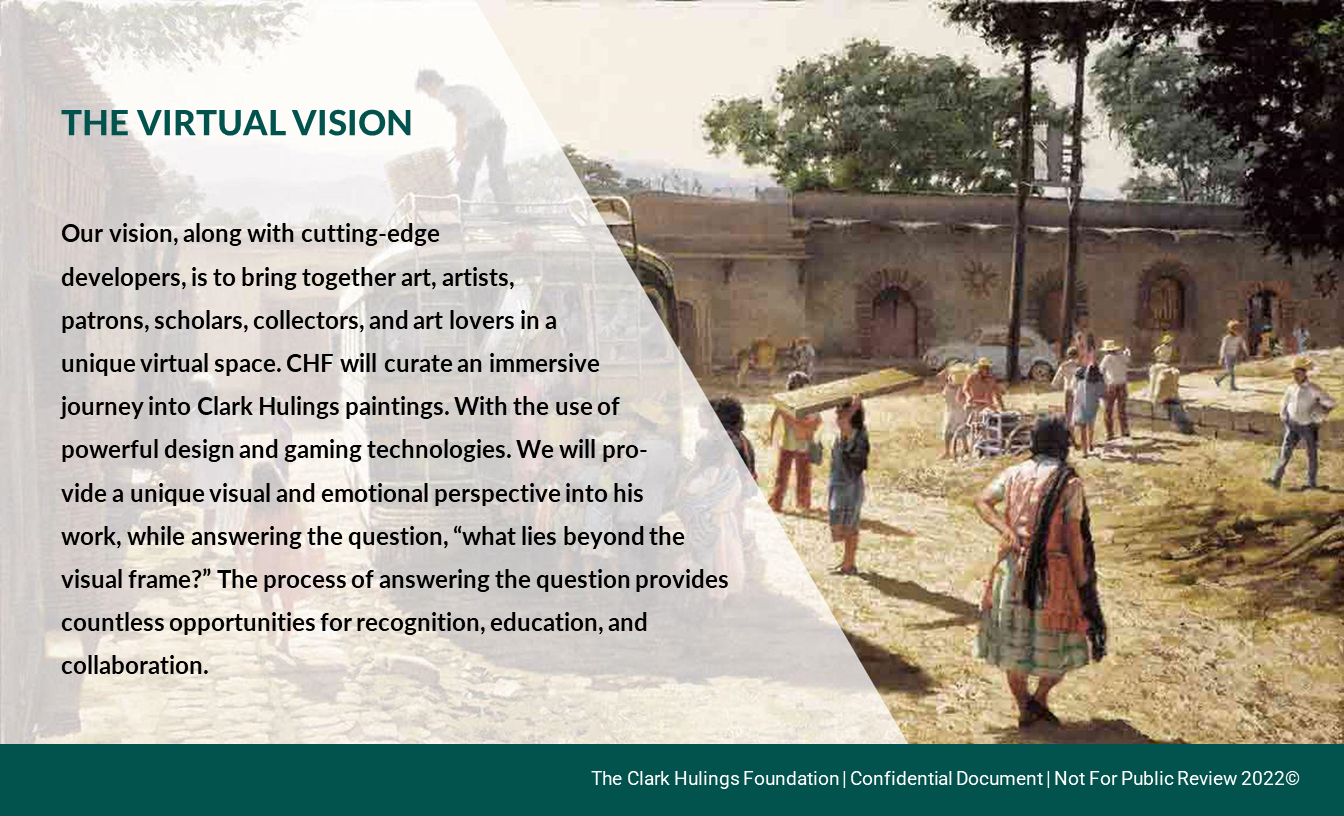 THE VIRTUAL VISION
Our vision, along with cutting-edge
developers, is to bring together art, artists,
patrons, scholars, collectors, and art lovers in a
unique virtual space. CHF will curate an immersive
journey into Clark Hulings paintings. With the use of
powerful design and gaming technologies. We will pro-
vide a unique visual and emotional perspective into his
work, while answering the question, “what lies beyond the
visual frame?” The process of answering the question provides
countless opportunities for recognition, education, and
collaboration.
The Clark Hulings Foundation | Confidential Document | Not For Public Review 2022©